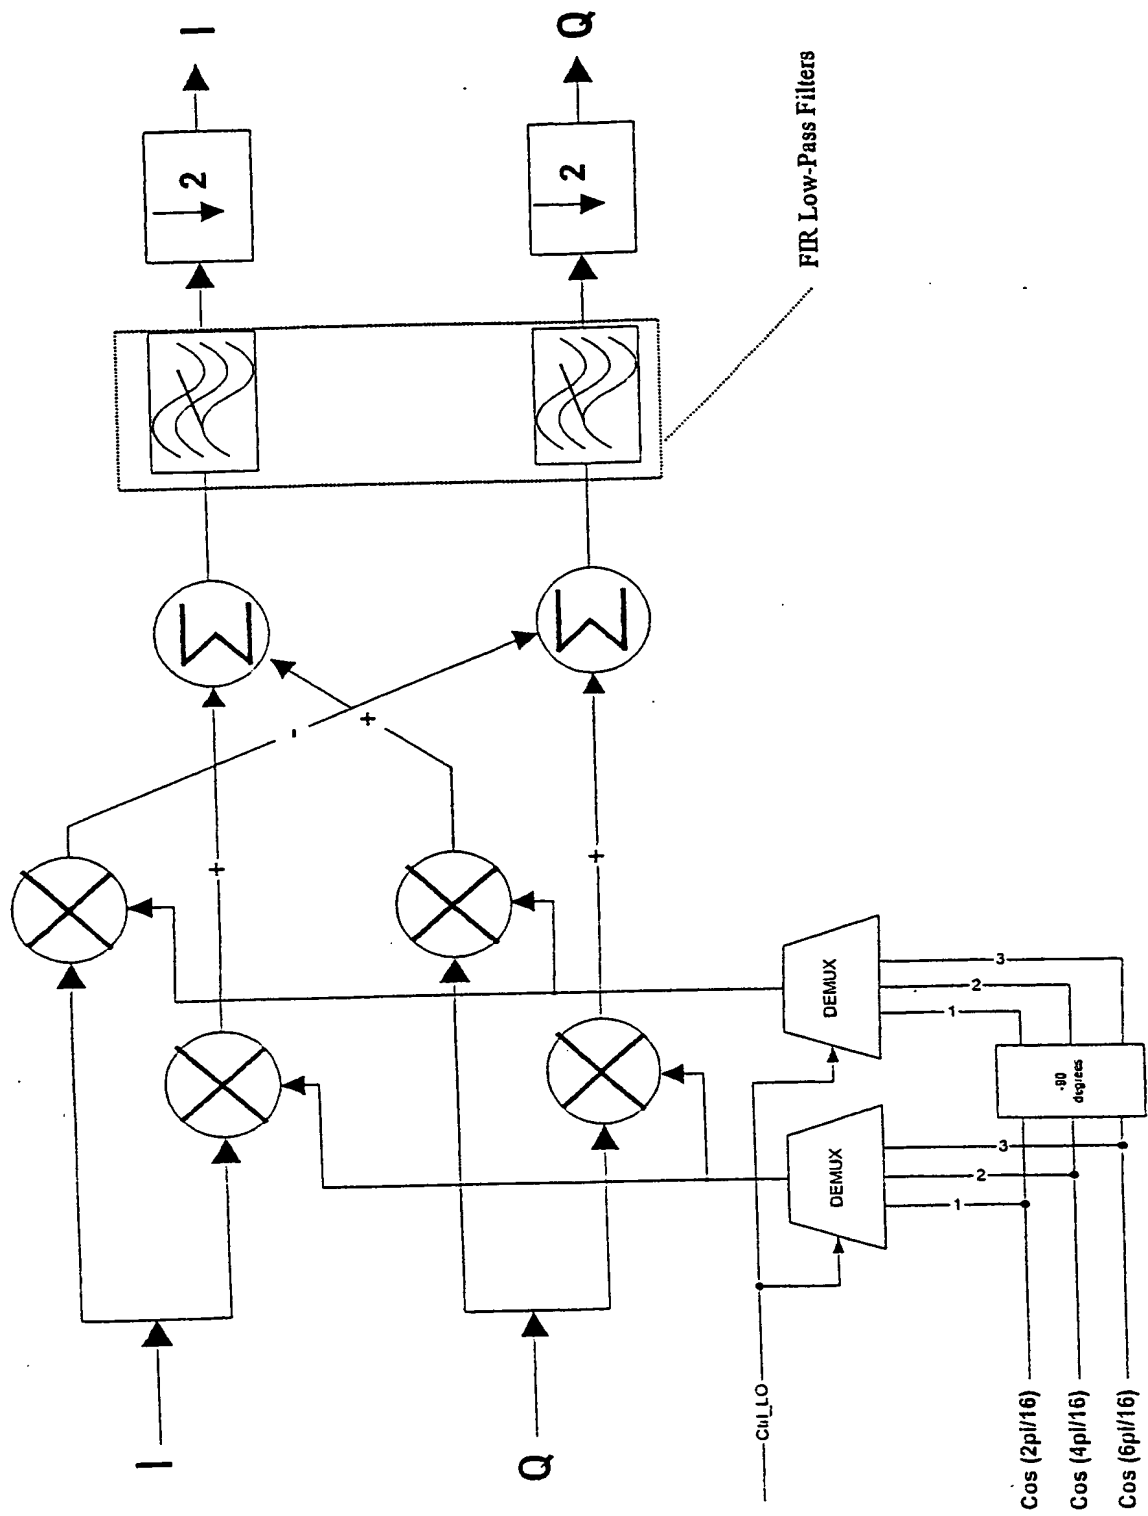 I
Q
2
2
FIR Low-Pass Filters
Σ
Σ
+
-
+
+
DEMUX
DEMUX
1
2
3
1
2
3
-90
degrees
I
Q
Ctrl_LO
Cos (2pi/16)
Cos (4pi/16)
Cos (6pi/16)